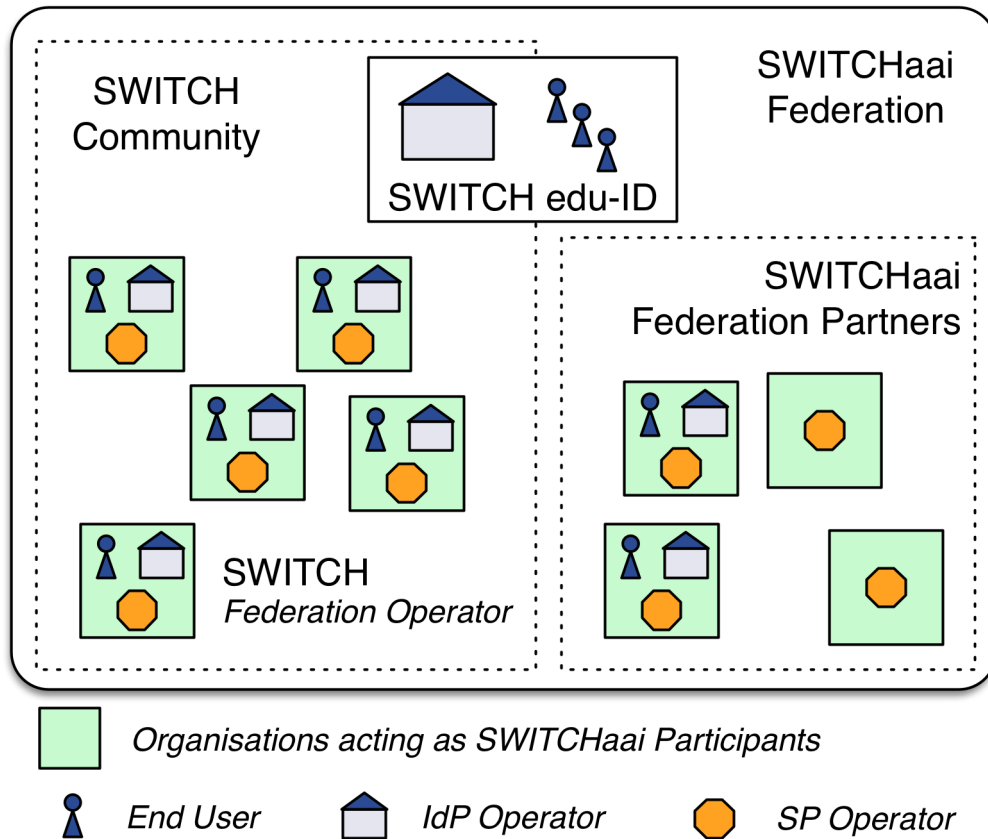 SWITCH
Community
SWITCHaai
Federation
SWITCH edu-ID
SWITCHaai
Federation Partners
SWITCH
Federation Operator
Organisations acting as SWITCHaai Participants
End User
IdP Operator
SP Operator